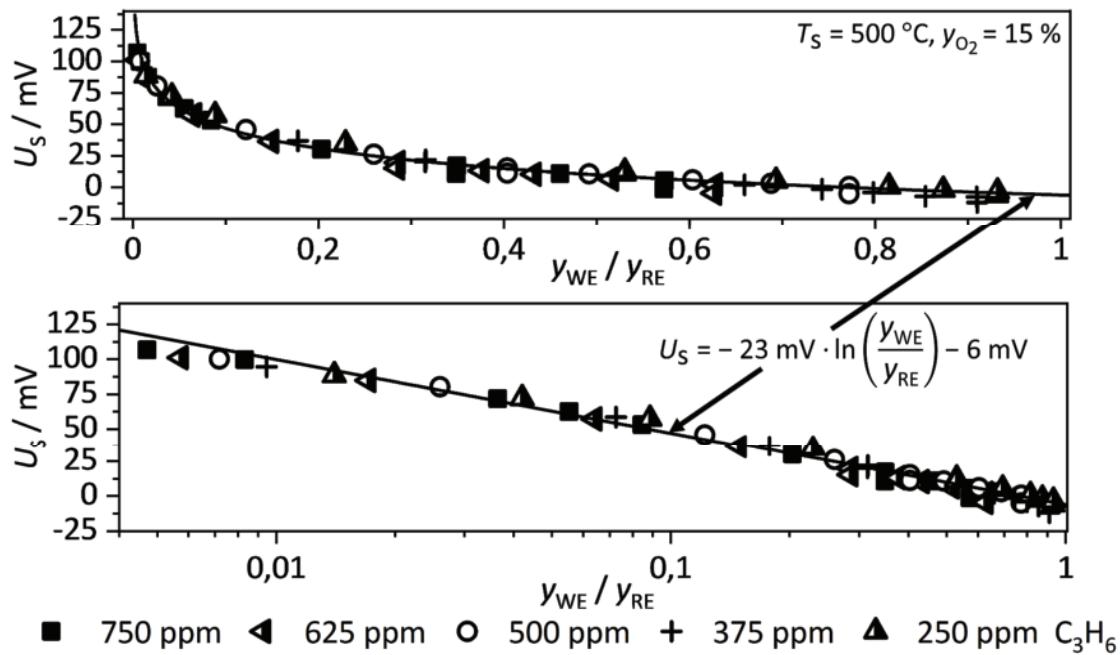 125
100
75
50
25
0
-25
U_S / mV
T_S = 500 °C, y_O₂ = 15 %
0 0,2 0,4 0,6 0,8 1
y_WE / y_RE
125
100
75
50
25
0
-25
U_S / mV
U_S = − 23 mV · ln (y_WE / y_RE) − 6 mV
0,01 0,1 1
y_WE / y_RE
750 ppm 625 ppm 500 ppm 375 ppm 250 ppm C₃H₆